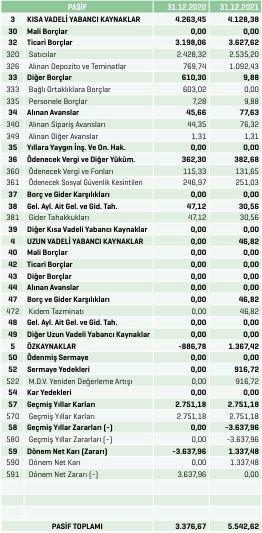 PASİF 31.12.2020 31.12.2021
3 KISA VADELİ YABANCI KAYNAKLAR 4.263,45 4.128,38
30 Mali Borçlar 0,00 0,00
32 Ticari Borçlar 3.198,06 3.627,62
320 Satıcılar 2.428,32 2.535,20
326 Alınan Depozito ve Teminatlar 769,74 1.092,43
33 Diğer Borçlar 610,30 9,88
333 Bağlı Ortaklıklara Borçlar 603,02 0,00
335 Personele Borçlar 7,28 9,88
34 Alınan Avanslar 45,66 77,63
340 Alınan Sipariş Avansları 44,35 76,32
349 Alınan Diğer Avanslar 1,31 1,31
35 Yıllara Yaygın İnş. Ve On. Hak. 0,00 0,00
36 Ödenecek Vergi ve Diğer Yüküm. 362,30 382,68
360 Ödenecek Vergi ve Fonları 115,33 131,65
361 Ödenecek Sosyal Güvenlik Kesintileri 246,97 251,03
37 Borç ve Gider Karşılıkları 0,00 0,00
38 Gel. Ayl. Ait Gel. ve Gid. Tah. 47,12 30,56
381 Gider Tahakkukları 47,12 30,56
39 Diğer Kısa Vadeli Yabancı Kaynaklar 0,00 0,00
4 UZUN VADELİ YABANCI KAYNAKLAR 0,00 46,82
40 Mali Borçlar 0,00 0,00
42 Ticari Borçlar 0,00 0,00
43 Diğer Borçlar 0,00 0,00
44 Alınan Avanslar 0,00 0,00
47 Borç ve Gider Karşılıkları 0,00 46,82
472 Kıdem Tazminatı 0,00 46,82
48 Gel. Ayl. Ait Gel. ve Gid. Tah. 0,00 0,00
49 Diğer Uzun Vadeli Yabancı Kaynaklar 0,00 0,00
5 ÖZKAYNAKLAR -886,78 1.367,42
50 Ödenmiş Sermaye 0,00 0,00
52 Sermaye Yedekleri 0,00 916,72
522 M.D.V. Yeniden Değerleme Artışı 0,00 916,72
54 Kar Yedekleri 0,00 0,00
57 Geçmiş Yıllar Karları 2.751,18 2.751,18
570 Geçmiş Yıllar Karları 2.751,18 2.751,18
58 Geçmiş Yıllar Zararları (-) 0,00 -3.637,96
580 Geçmiş Yıllar Zararları (-) 0,00 -3.637,96
59 Dönem Net Karı (Zararı) -3.637,96 1.337,48
590 Dönem Net Karı 0,00 1.337,48
591 Dönem Net Zararı (-) 3.637,96 0,00
PASİF TOPLAMI 3.376,67 5.542,62